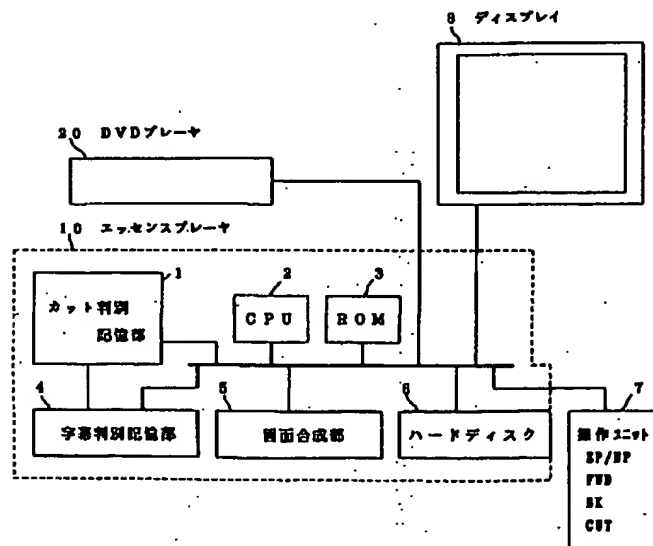 8 ディスプレイ
20 DVDプレーヤ
10 エッセンスプレーヤ
1
カット判別
記憶部
2
CPU
3
ROM
4
字幕判別記憶部
5
画面合成部
6
ハードディスク
7
操作ユニット
SP/NP
FWD
BK
CUT